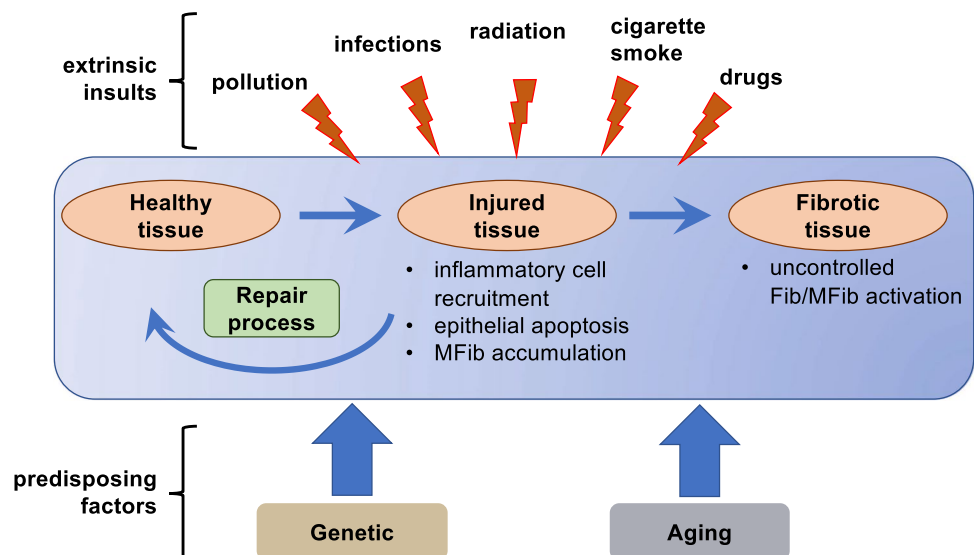 extrinsic
insults
pollution
infections
radiation
cigarette
smoke
drugs
Healthy
tissue
Injured
tissue
Fibrotic
tissue
• inflammatory cell
recruitment
• epithelial apoptosis
• MFib accumulation
• uncontrolled
Fib/MFib activation
Repair
process
predisposing
factors
Genetic
Aging